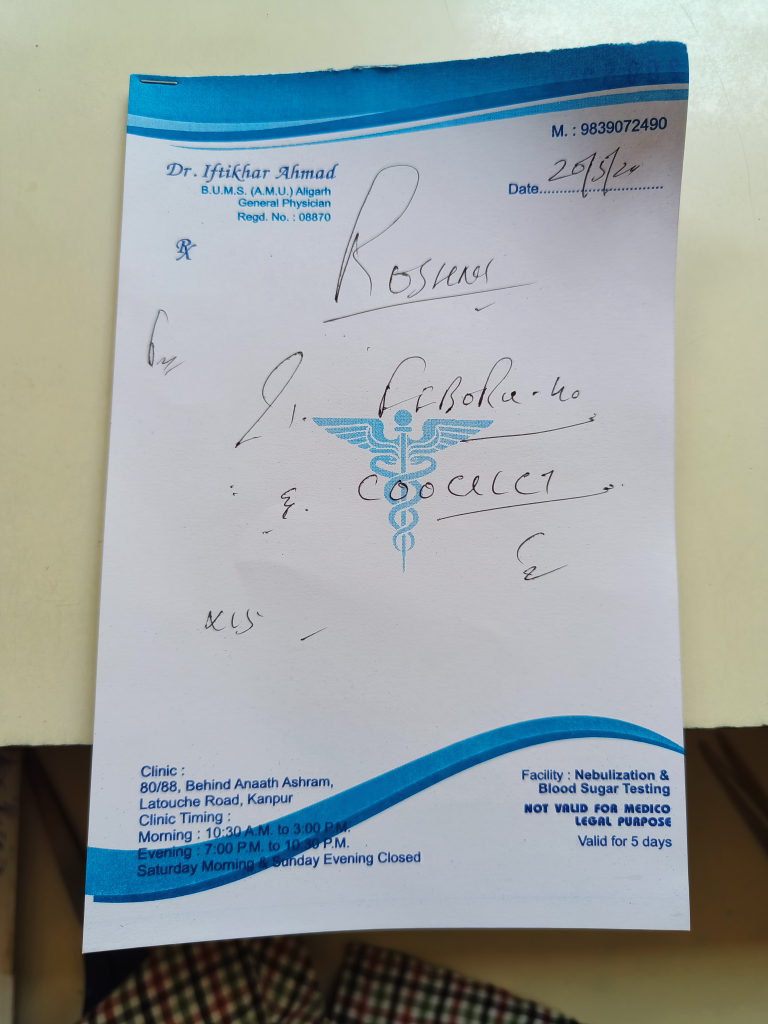 M. : 9839072490
Dr. Iftikhar Ahmad
B.U.M.S. (A.M.U.) Aligarh
General Physician
Regd. No. : 08870
Date 20/5/24
Rx
Roshni
X15
Clinic :
80/88, Behind Anaath Ashram,
Latouche Road, Kanpur
Clinic Timing :
Morning : 10:30 A.M. to 3:00 P.M.
Evening : 7:00 P.M. to 10:30 P.M.
Saturday Morning & Sunday Evening Closed
Facility : Nebulization &
Blood Sugar Testing
NOT VALID FOR MEDICO
LEGAL PURPOSE
Valid for 5 days